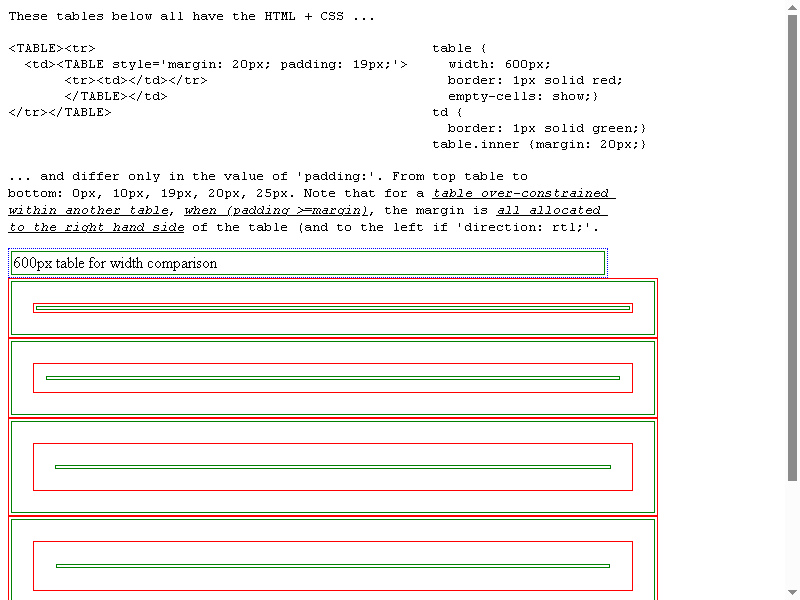 These tables below all have the HTML + CSS ...
<TABLE><tr>                                          table {
  <td><TABLE style='margin: 20px; padding: 19px;'>     width: 600px;
       <tr><td></td></tr>                              border: 1px solid red;
       </TABLE></td>                                   empty-cells: show;}
</tr></TABLE>                                        td {
                                                       border: 1px solid green;}
                                                     table.inner {margin: 20px;}
... and differ only in the value of 'padding:'. From top table to
bottom: 0px, 10px, 19px, 20px, 25px. Note that for a table over-constrained
within another table, when (padding >=margin), the margin is all allocated
to the right hand side of the table (and to the left if 'direction: rtl;'.
600px table for width comparison